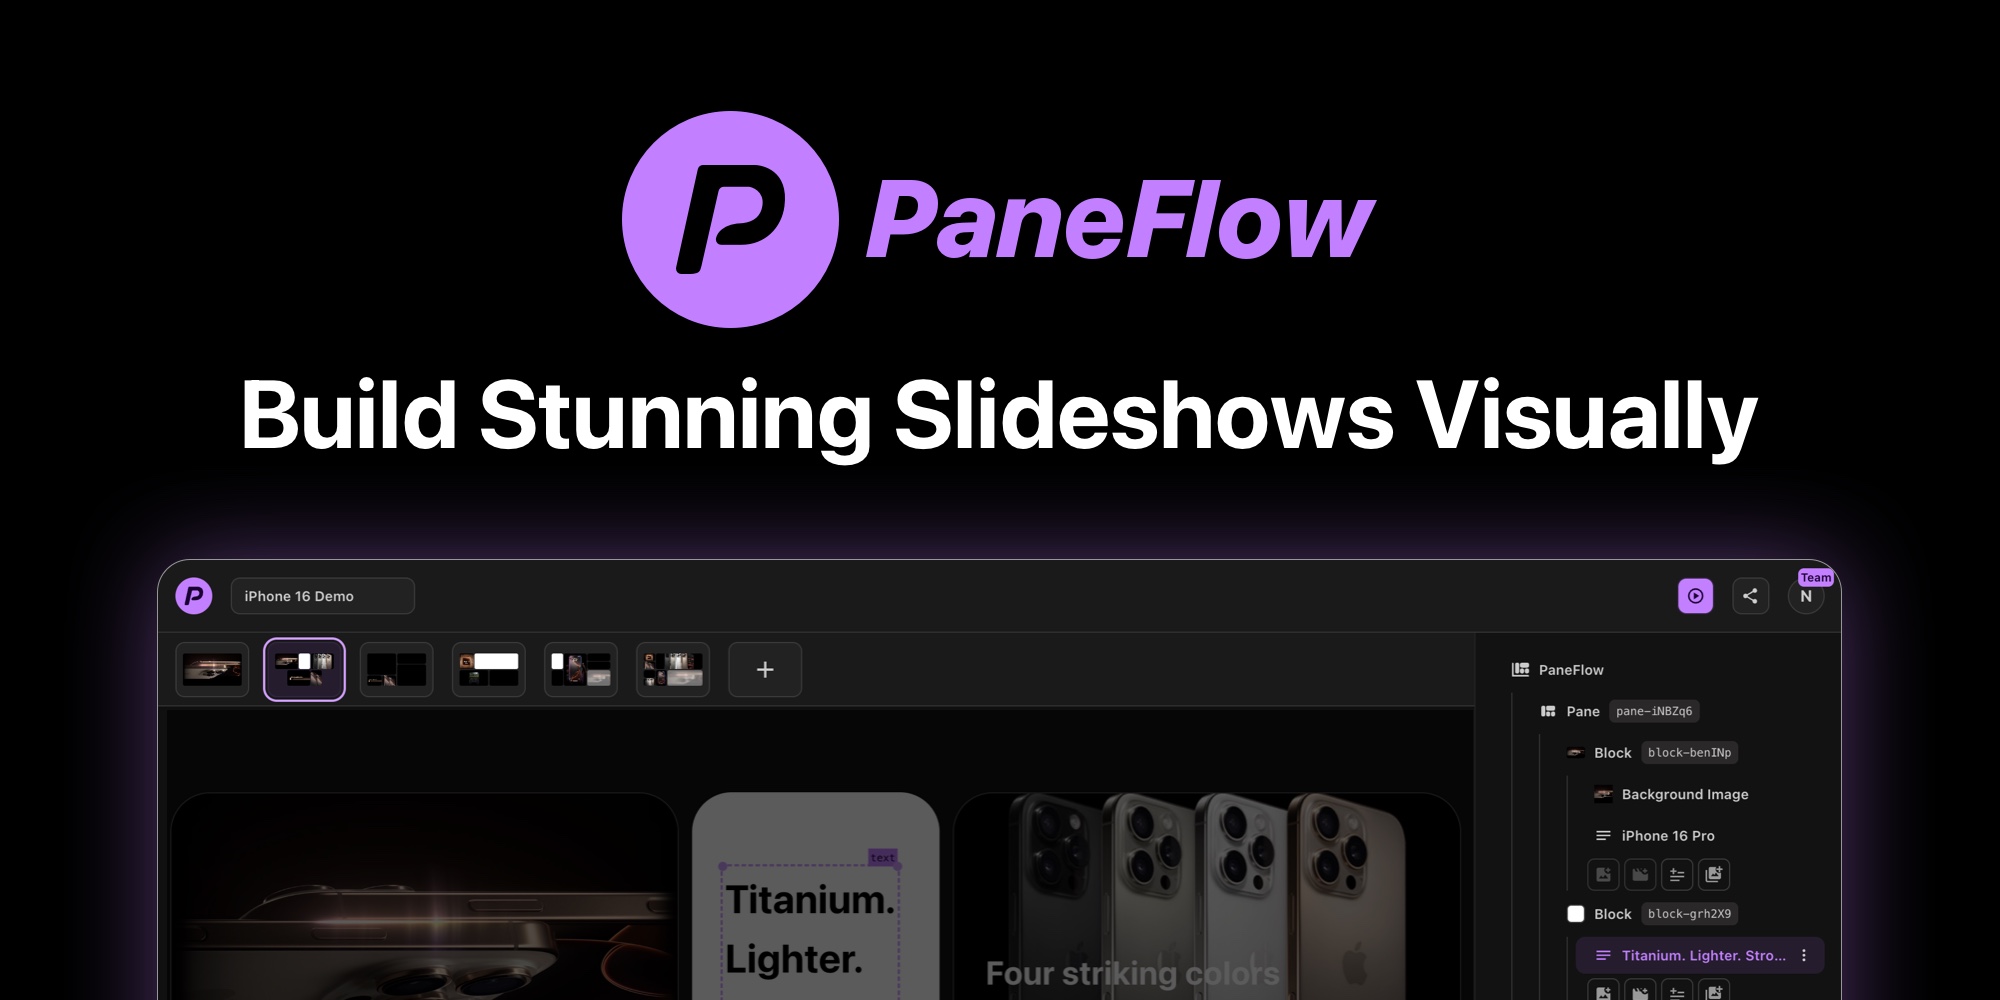 P PaneFlow
Build Stunning Slideshows Visually
P iPhone 16 Demo
Team
N
+
PaneFlow
Pane pane-iNBZq6
Block block-benINp
Background Image
iPhone 16 Pro
Block block-grh2X9
Titanium. Lighter. Stro...
text
Titanium.
Lighter.
Four striking colors